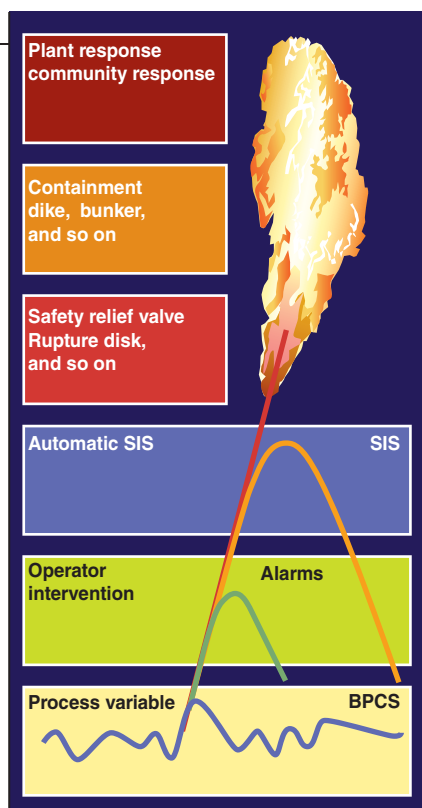 Plant response
community response
Containment
dike, bunker,
and so on
Safety relief valve
Rupture disk,
and so on
Automatic SIS
SIS
Operator
intervention
Alarms
Process variable
BPCS